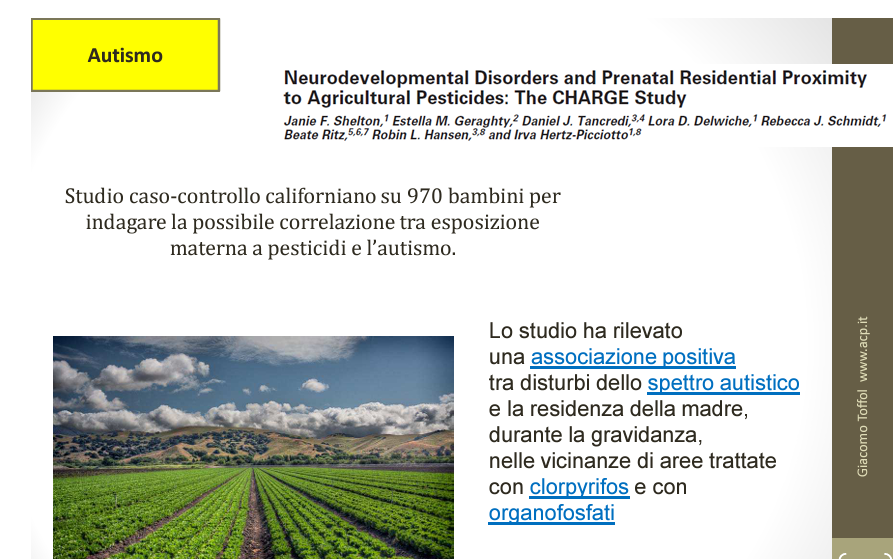 Autismo
Neurodevelopmental Disorders and Prenatal Residential Proximity
to Agricultural Pesticides: The CHARGE Study
Janie F. Shelton,1 Estella M. Geraghty,2 Daniel J. Tancredi,3,4 Lora D. Delwiche,1 Rebecca J. Schmidt,1
Beate Ritz,5,6,7 Robin L. Hansen,3,8 and Irva Hertz-Picciotto1,8
Studio caso-controllo californiano su 970 bambini per
indagare la possibile correlazione tra esposizione
materna a pesticidi e l’autismo.
Lo studio ha rilevato
una associazione positiva
tra disturbi dello spettro autistico
e la residenza della madre,
durante la gravidanza,
nelle vicinanze di aree trattate
con clorpyrifos e con
organofosfati
Giacomo Toffol www.acp.it